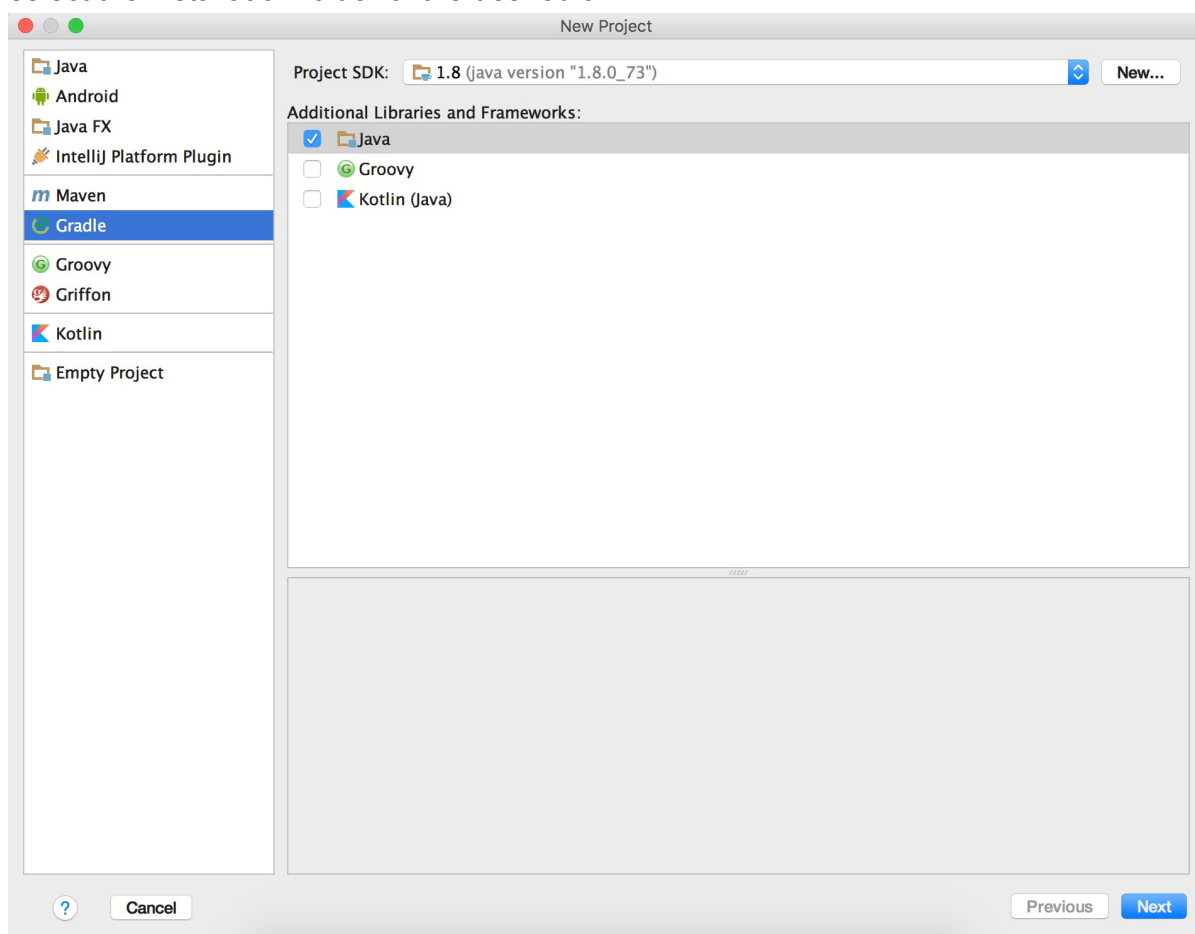 New Project
Java
Android
Java FX
IntelliJ Platform Plugin
Maven
Gradle
Groovy
Griffon
Kotlin
Empty Project
Project SDK: 1.8 (java version "1.8.0_73") New...
Additional Libraries and Frameworks:
Java
Groovy
Kotlin (Java)
? Cancel Previous Next